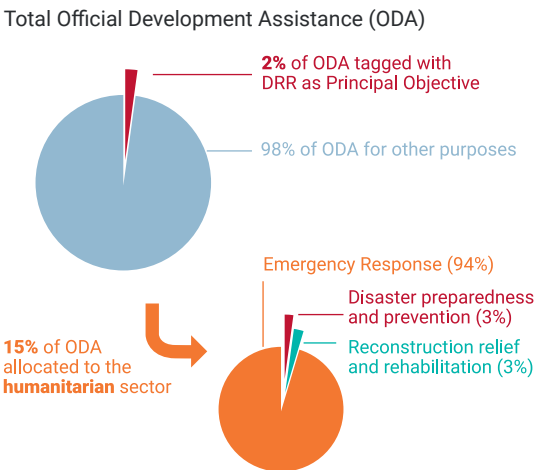 Total Official Development Assistance (ODA)
2% of ODA tagged with
DRR as Principal Objective
98% of ODA for other purposes
Emergency Response (94%)
Disaster preparedness
and prevention (3%)
Reconstruction relief
and rehabilitation (3%)
15% of ODA
allocated to the
humanitarian sector